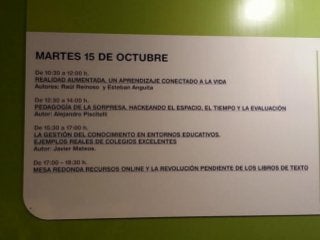 MARTES 15 DE OCTUBRE
De 10:30 a 12:00 h.
REALIDAD AUMENTADA, UN APRENDIZAJE CONECTADO A LA VIDA
Autores: Raúl Reinoso y Esteban Anguita
De 12:30 a 14:00 h.
PEDAGOGÍA DE LA SORPRESA, HACKEANDO EL ESPACIO, EL TIEMPO Y LA EVALUACIÓN
Autor: Alejandro Piscitelli
De 15:30 a 17:00 h.
LA GESTIÓN DEL CONOCIMIENTO EN ENTORNOS EDUCATIVOS.
EJEMPLOS REALES DE COLEGIOS EXCELENTES
Autor: Javier Mateos.
De 17:00 – 18:30 h.
MESA REDONDA RECURSOS ONLINE Y LA REVOLUCIÓN PENDIENTE DE LOS LIBROS DE TEXTO